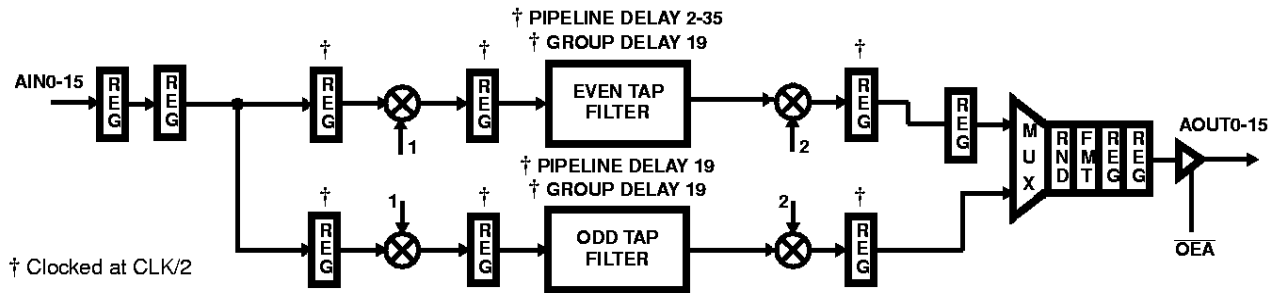 † PIPELINE DELAY 2-35
† GROUP DELAY 19
AIN0-15
REG
REG
†
REG
1
†
REG
EVEN TAP
FILTER
2
†
REG
REG
MUX
RND
FMT
REG
REG
AOUT0-15
OEA
† PIPELINE DELAY 19
† GROUP DELAY 19
†
REG
1
†
REG
ODD TAP
FILTER
2
†
REG
† Clocked at CLK/2